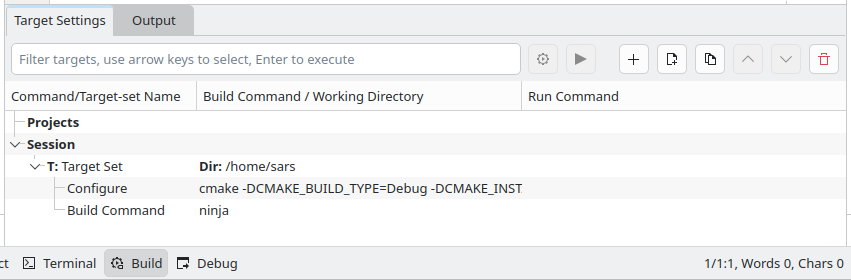 Target Settings Output
Filter targets, use arrow keys to select, Enter to execute
Command/Target-set Name Build Command / Working Directory Run Command
Projects
Session
T: Target Set Dir: /home/sars
Configure cmake -DCMAKE_BUILD_TYPE=Debug -DCMAKE_INST
Build Command ninja
ct Terminal Build Debug 1/1:1, Words 0, Chars 0